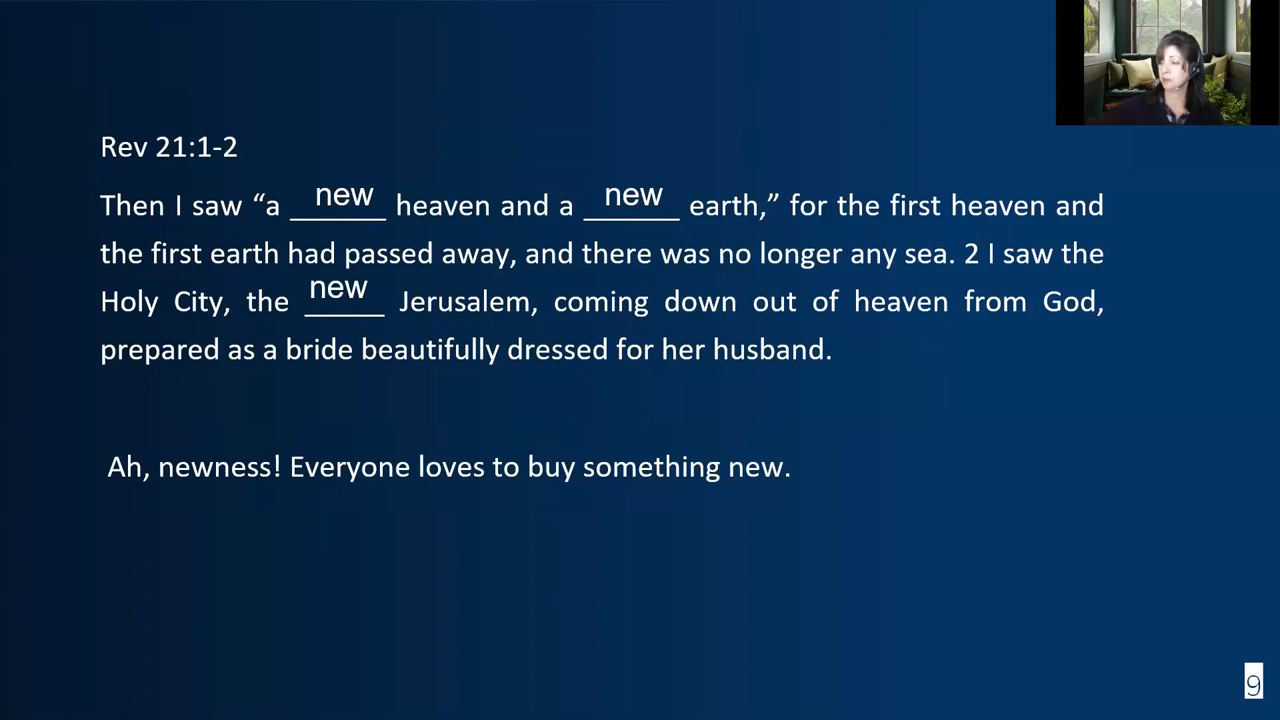 Rev 21:1-2
Then I saw “a new heaven and a new earth,” for the first heaven and
the first earth had passed away, and there was no longer any sea. 2 I saw the
Holy City, the new Jerusalem, coming down out of heaven from God,
prepared as a bride beautifully dressed for her husband.
Ah, newness! Everyone loves to buy something new.
9